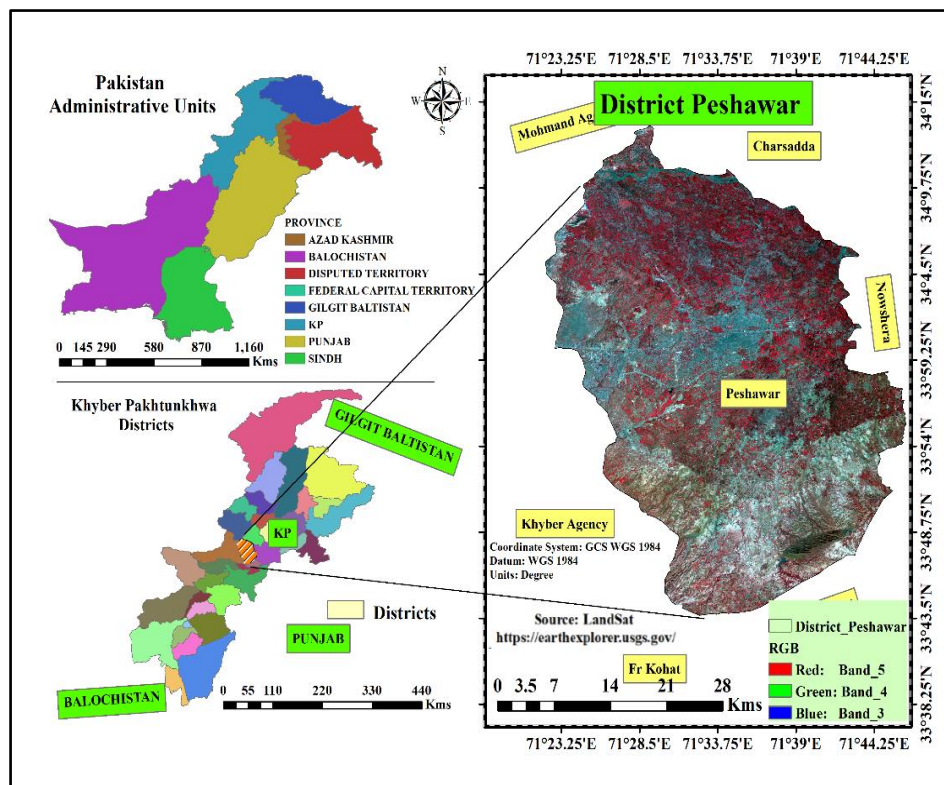 Pakistan
Administrative Units
N
W
E
S
PROVINCE
AZAD KASHMIR
BALOCHISTAN
DISPUTED TERRITORY
FEDERAL CAPITAL TERRITORY
GILGIT BALTISTAN
KP
PUNJAB
SINDH
0 145 290 580 870 1,160
Kms
Khyber Pakhtunkhwa
Districts
GILGIT BALTISTAN
KP
Districts
PUNJAB
BALOCHISTAN
0 55 110 220 330 440
Kms
71°23.25'E 71°28.5'E 71°33.75'E 71°39'E 71°44.25'E
District Peshawar
Mohmand Ag
Charsadda
Nowshera
Peshawar
Khyber Agency
Coordinate System: GCS WGS 1984
Datum: WGS 1984
Units: Degree
Source: LandSat
https://earthexplorer.usgs.gov/
Fr Kohat
0 3.5 7 14 21 28
Kms
District_Peshawar
RGB
Red: Band_5
Green: Band_4
Blue: Band_3
34°15'N
34°9.75'N
34°4.5'N
33°59.25'N
33°54'N
33°48.75'N
33°43.5'N
33°38.25'N
71°23.25'E 71°28.5'E 71°33.75'E 71°39'E 71°44.25'E